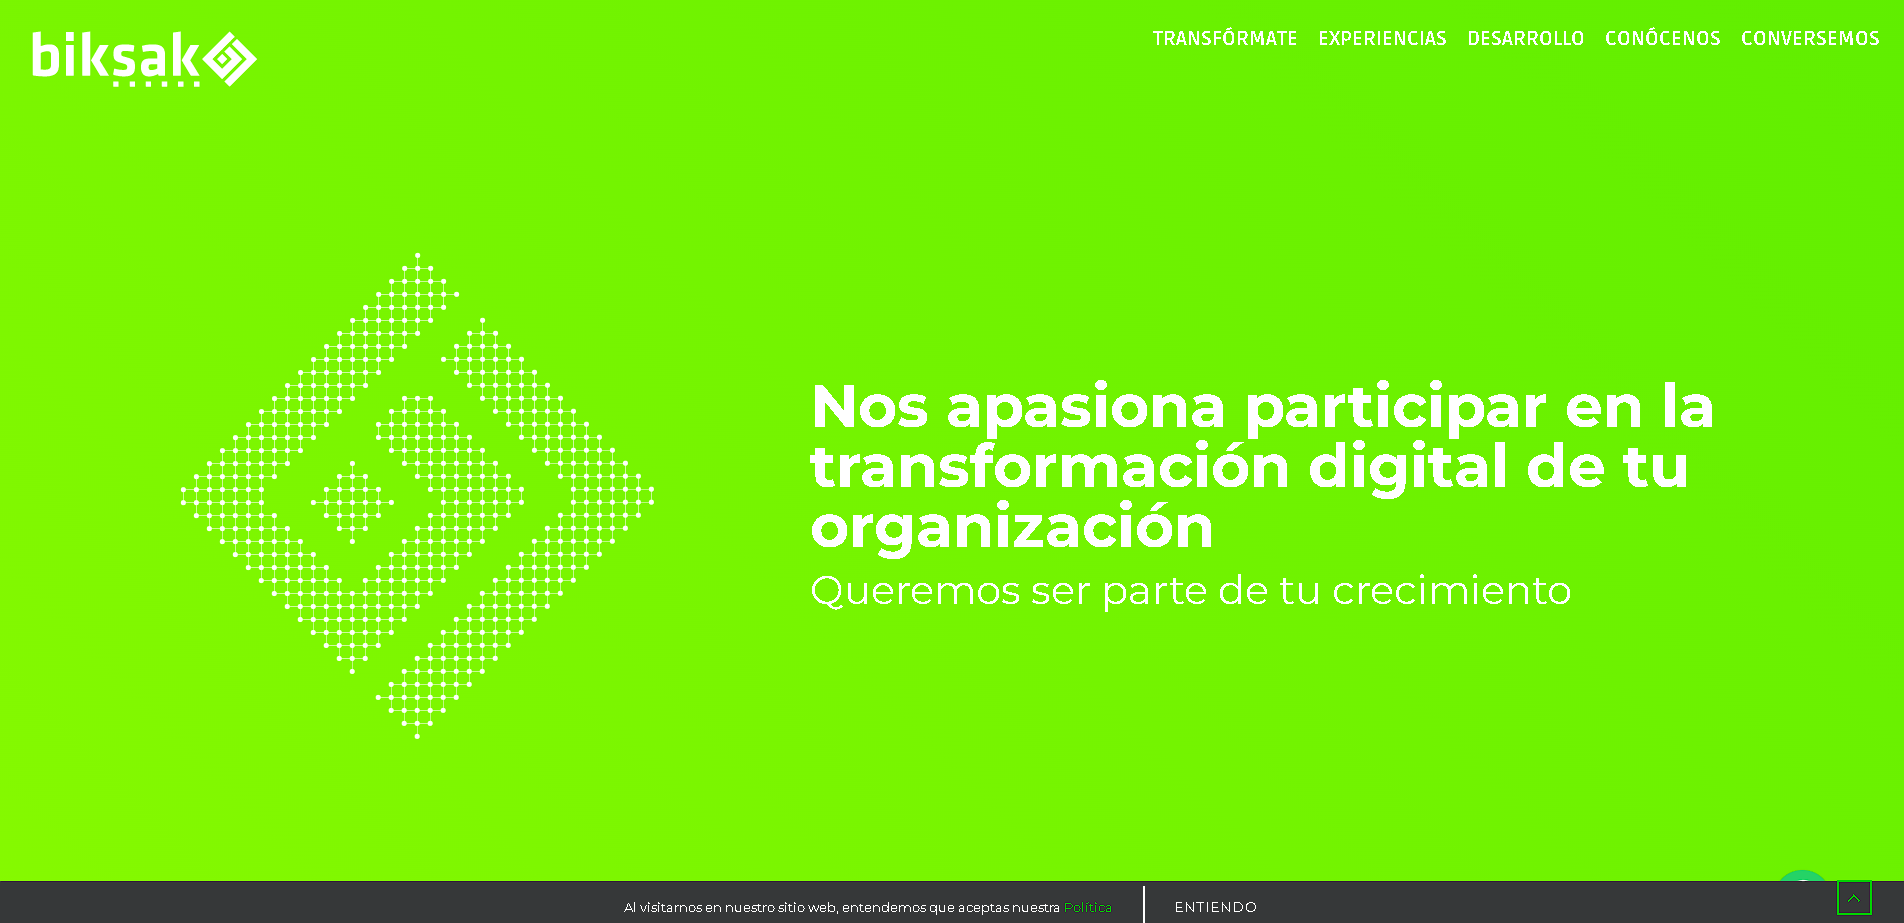 biksak
TRANSFÓRMATE EXPERIENCIAS DESARROLLO CONÓCENOS CONVERSEMOS
Nos apasiona participar en la
transformación digital de tu
organización
Queremos ser parte de tu crecimiento
Al visitarnos en nuestro sitio web, entendemos que aceptas nuestra Política
ENTIENDO